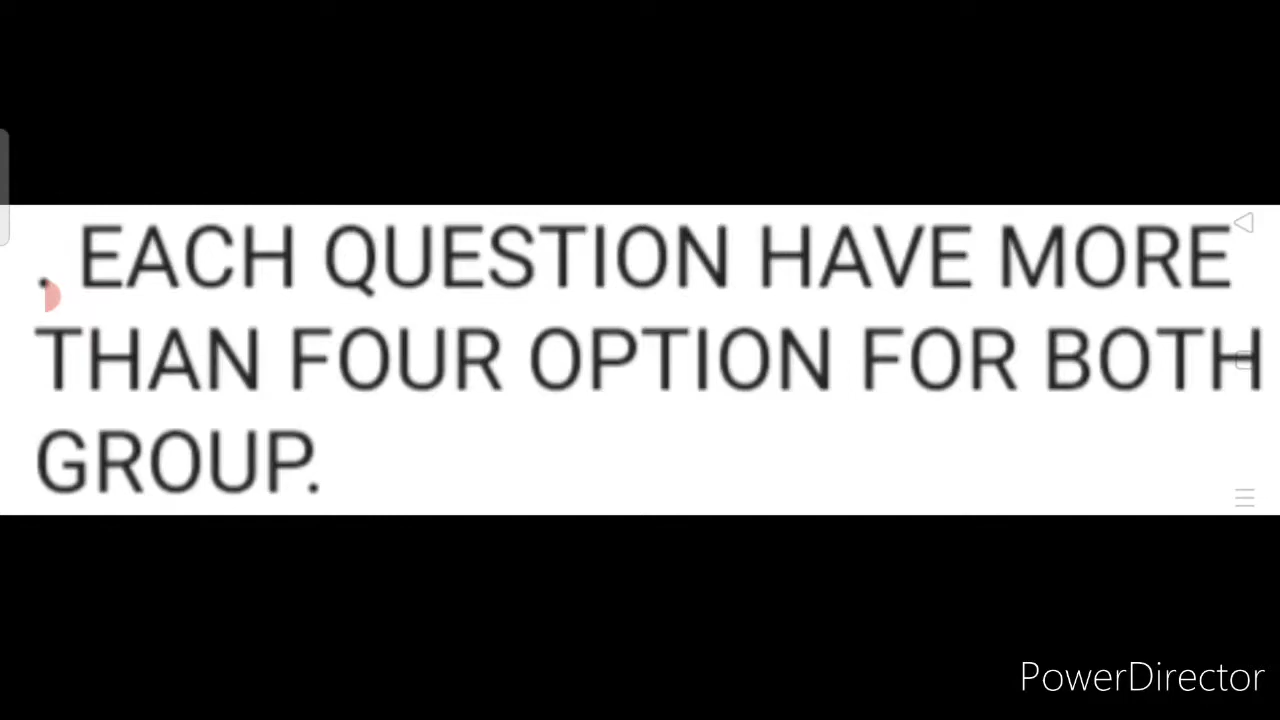 . EACH QUESTION HAVE MORE
THAN FOUR OPTION FOR BOTH
GROUP.
PowerDirector